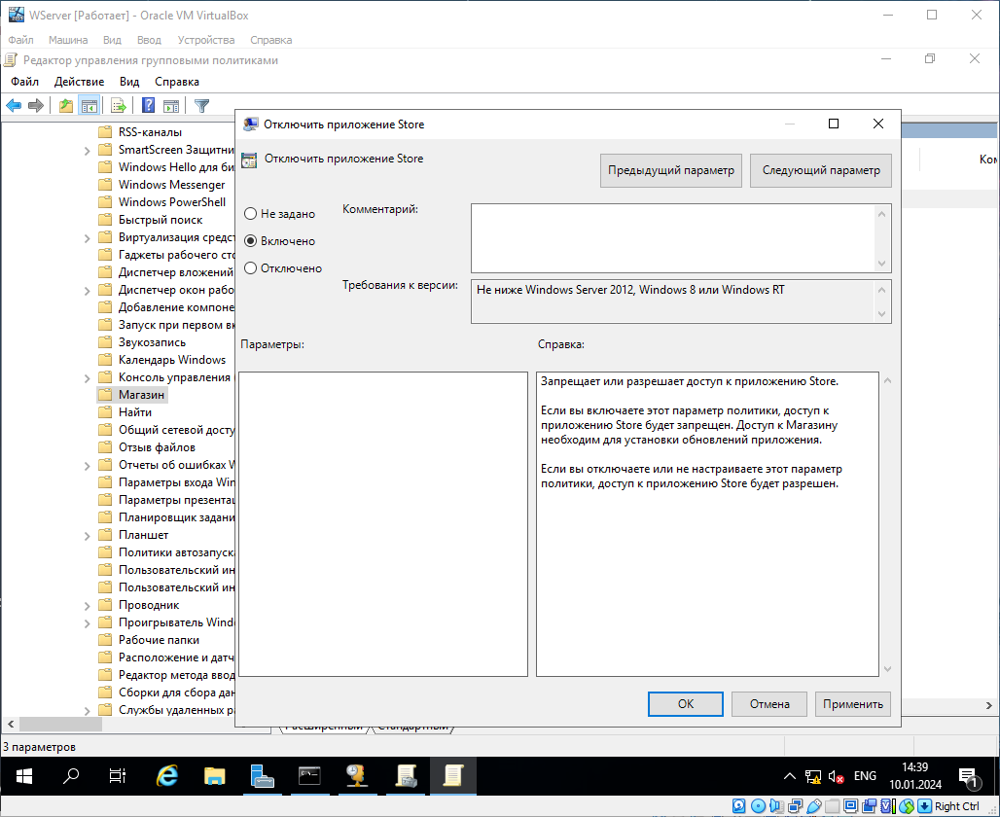 WServer [Работает] - Oracle VM VirtualBox
Файл Машина Вид Ввод Устройства Справка
Редактор управления групповыми политиками
Файл Действие Вид Справка
RSS-каналы
SmartScreen Защитни
Windows Hello для би
Windows Messenger
Windows PowerShell
Быстрый поиск
Виртуализация средст
Гаджеты рабочего сто
Диспетчер вложений
Диспетчер окон рабо
Добавление компоне
Запуск при первом вк
Звукозапись
Календарь Windows
Консоль управления
Магазин
Найти
Общий сетевой досту
Отзыв файлов
Отчеты об ошибках W
Параметры входа Win
Параметры презентац
Планировщик задани
Планшет
Политики автозапуска
Пользовательский ин
Пользовательский ин
Проводник
Проигрыватель Windo
Рабочие папки
Расположение и датч
Редактор метода ввод
Сборки для сбора дан
Службы удаленных ра
Отключить приложение Store
Отключить приложение Store
Предыдущий параметр
Следующий параметр
Не задано
Включено
Отключено
Комментарий:
Требования к версии:
Не ниже Windows Server 2012, Windows 8 или Windows RT
Параметры:
Справка:
Запрещает или разрешает доступ к приложению Store.
Если вы включаете этот параметр политики, доступ к
приложению Store будет запрещен. Доступ к Магазину
необходим для установки обновлений приложения.
Если вы отключаете или не настраиваете этот параметр
политики, доступ к приложению Store будет разрешен.
OK
Отмена
Применить
Ком
Расширенный
Стандартный
3 параметров
ENG
14:39
10.01.2024
1
Right Ctrl